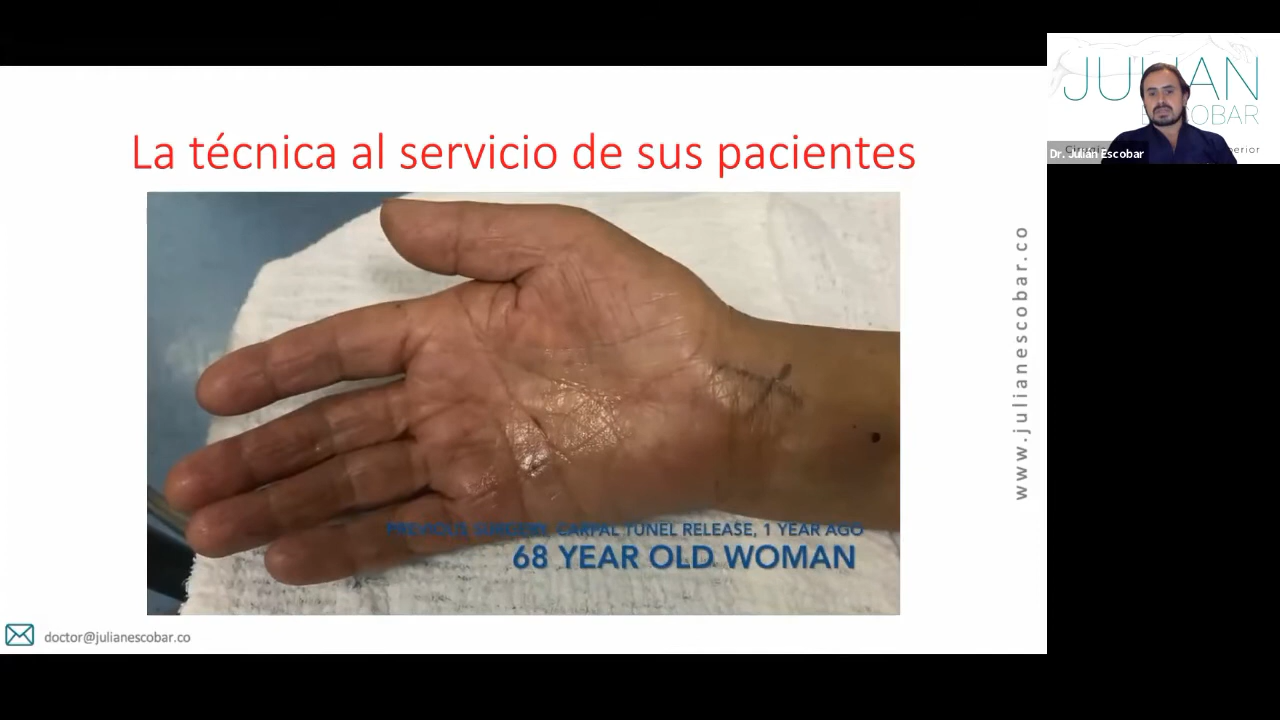 La técnica al servicio de sus pacientes
PREVIOUS SURGERY, CARPAL TUNEL RELEASE, 1 YEAR AGO
68 YEAR OLD WOMAN
doctor@julianescobar.co
www.julianescobar.co
JULIAN
ESCOBAR
Dr. Julián Escobar